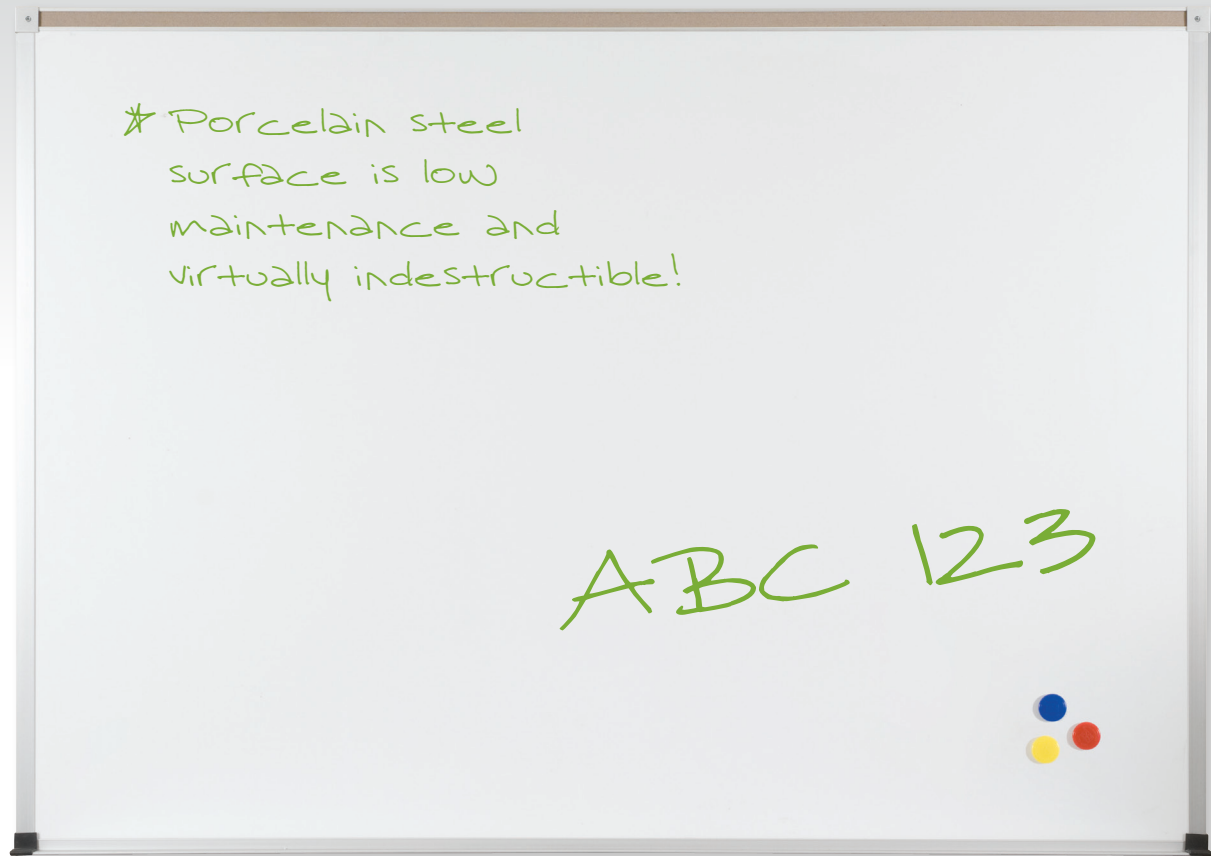 * Porcelain steel
surface is low
maintenance and
virtually indestructible!
ABC 123